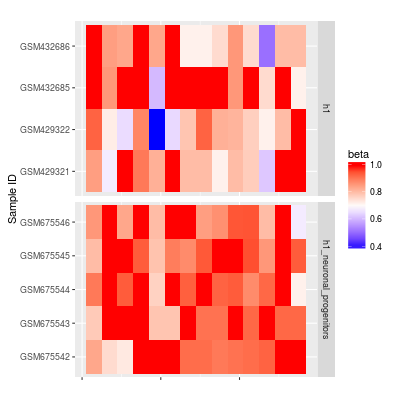 GSM432686
GSM432685
GSM429322
GSM429321
h1
GSM675546
GSM675545
GSM675544
GSM675543
GSM675542
h1_neuronal_progenitors
Sample ID
beta
1.0
0.8
0.6
0.4